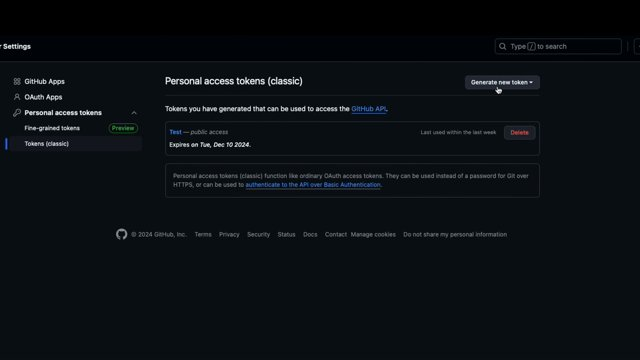 r Settings
Type / to search
GitHub Apps
OAuth Apps
Personal access tokens
Fine-grained tokens Preview
Tokens (classic)
Personal access tokens (classic)
Generate new token
Tokens you have generated that can be used to access the GitHub API.
Test — public access
Last used within the last week
Delete
Expires on Tue, Dec 10 2024.
Personal access tokens (classic) function like ordinary OAuth access tokens. They can be used instead of a password for Git over
HTTPS, or can be used to authenticate to the API over Basic Authentication.
© 2024 GitHub, Inc. Terms Privacy Security Status Docs Contact Manage cookies Do not share my personal information